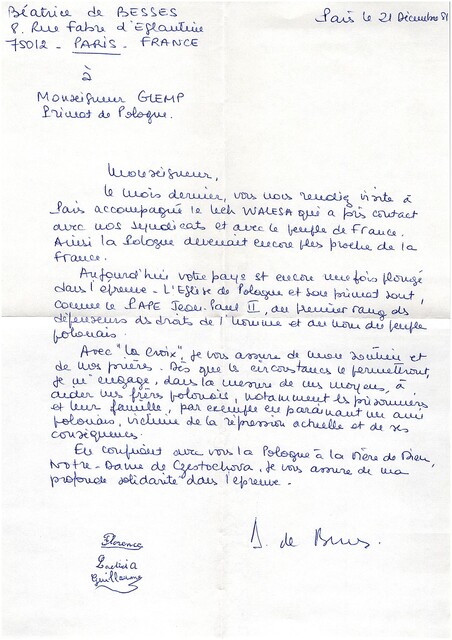 Béatrice de BESSES
8. Rue Fabre d'Eglantine
75012 - PARIS - FRANCE
Paris le 21 Décembre 81
à
Monseigneur GLEMP
Primat de Pologne.
Monseigneur,
le mois dernier, vous nous rendiez visite à
Paris accompagné de Lech WALESA qui a pris contact
avec nos syndicats et avec le peuple de France.
Ainsi la Pologne devenait encore plus proche de la
France.
Aujourd'hui votre pays est encore une fois plongé
dans l'épreuve - L'Eglise de Pologne et son primat sont,
comme le PAPE Jean-Paul II, au premier rang des
défenseurs des droits de l'homme et au nom du peuple
polonais.
Avec "la Croix", je vous assure de mon soutien et
de mes prières. Dès que les circonstances le permettront,
je m'engage, dans la mesure de mes moyens, à
aider mes frères polonais, notamment les prisonniers
et leur famille, par exemple en parrainant un ami
polonais, victime de la répression actuelle et de ses
conséquences.
En confiant avec vous la Pologne à la Mère de Dieu,
Notre-Dame de Czestochova, je vous assure de ma
profonde solidarité dans l'épreuve.
Florence
Laetitia
Guillaume